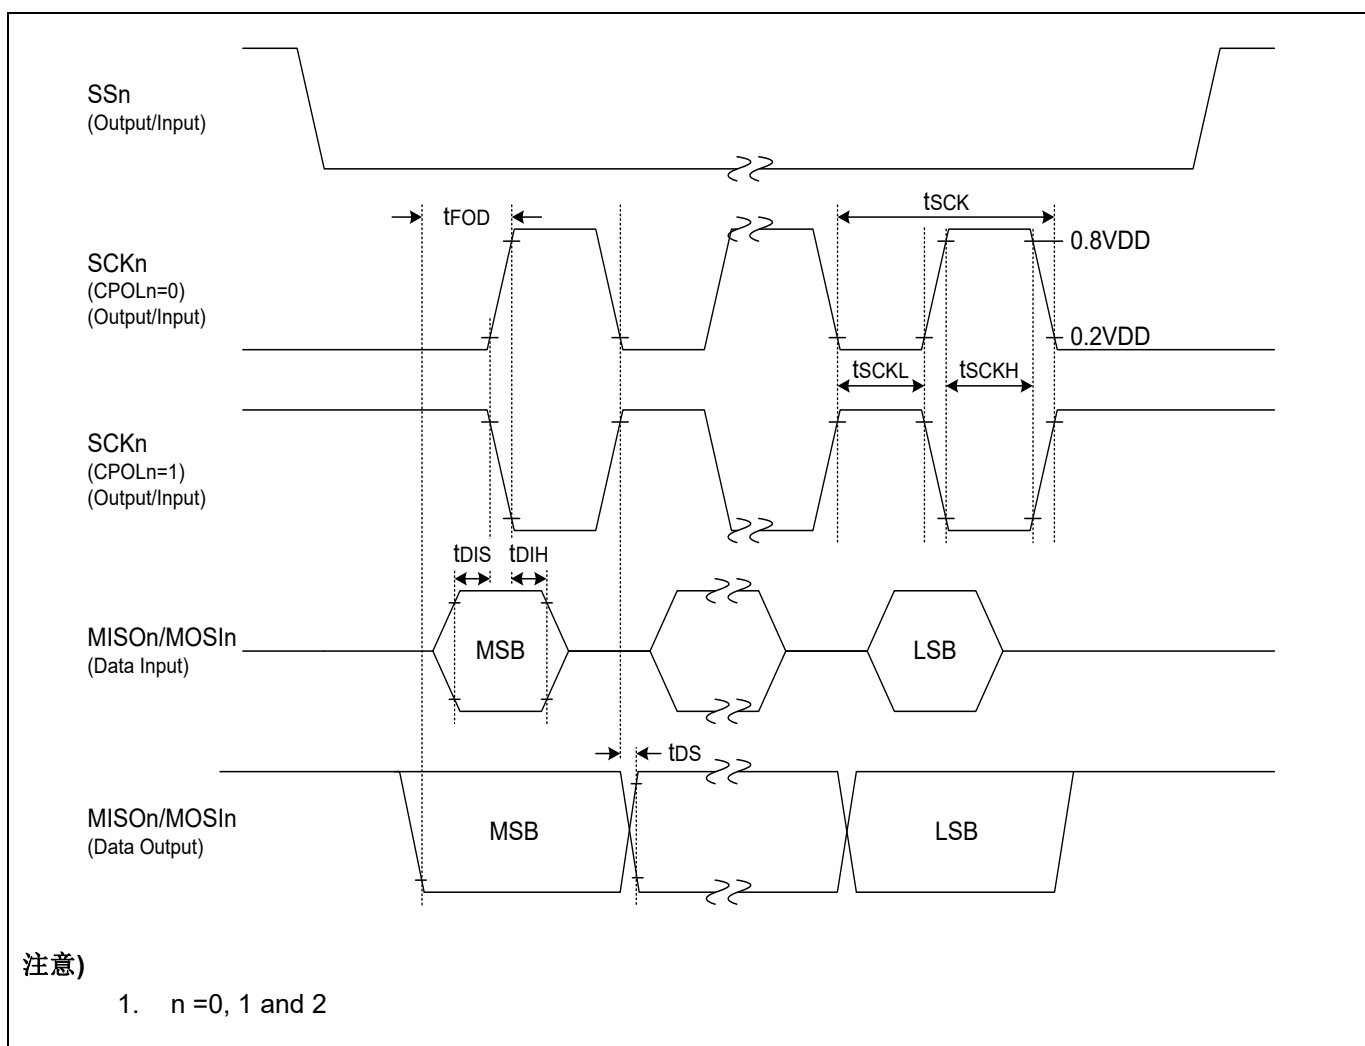 SSn
(Output/Input)
tSCK
tFOD
0.8VDD
SCKn
(CPOLn=0)
(Output/Input)
0.2VDD
tSCKL
tSCKH
SCKn
(CPOLn=1)
(Output/Input)
tDIS
tDIH
MISOn/MOSIn
(Data Input)
MSB
LSB
tDS
MISOn/MOSIn
(Data Output)
MSB
LSB
注意)
1. n =0, 1 and 2